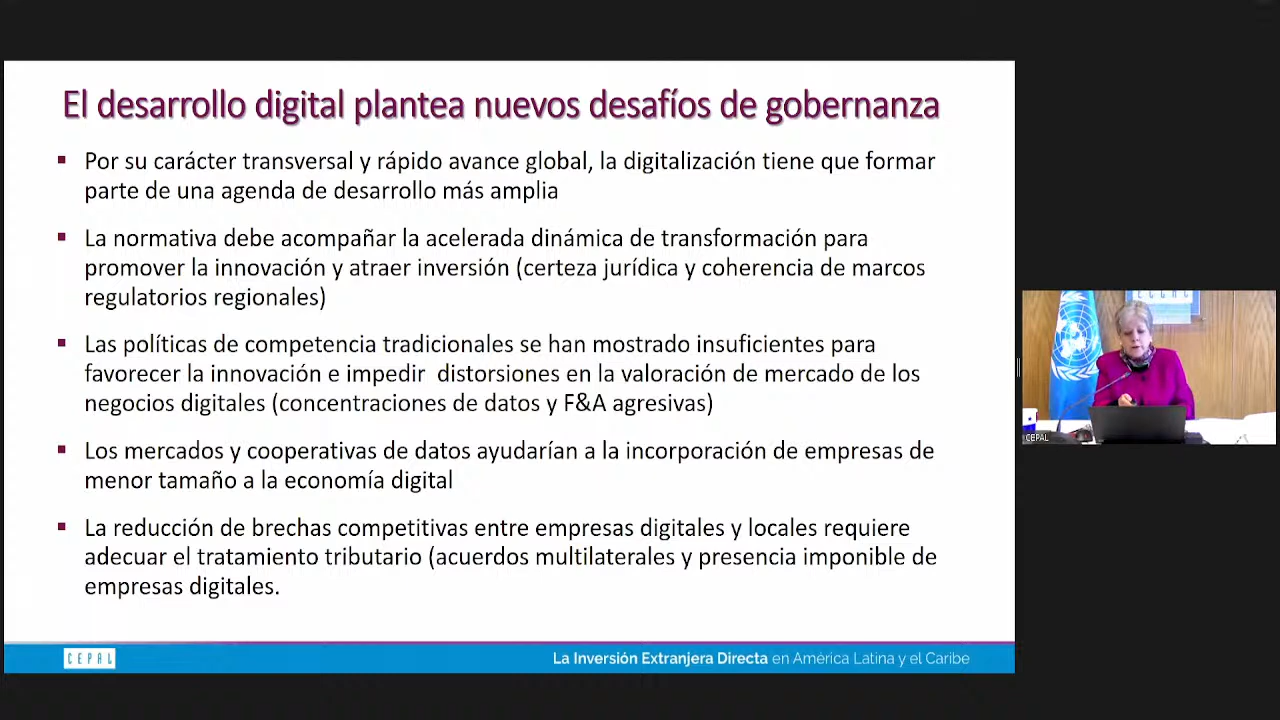 El desarrollo digital plantea nuevos desafíos de gobernanza
▪ Por su carácter transversal y rápido avance global, la digitalización tiene que formar
parte de una agenda de desarrollo más amplia
▪ La normativa debe acompañar la acelerada dinámica de transformación para
promover la innovación y atraer inversión (certeza jurídica y coherencia de marcos
regulatorios regionales)
▪ Las políticas de competencia tradicionales se han mostrado insuficientes para
favorecer la innovación e impedir distorsiones en la valoración de mercado de los
negocios digitales (concentraciones de datos y F&A agresivas)
▪ Los mercados y cooperativas de datos ayudarían a la incorporación de empresas de
menor tamaño a la economía digital
▪ La reducción de brechas competitivas entre empresas digitales y locales requiere
adecuar el tratamiento tributario (acuerdos multilaterales y presencia imponible de
empresas digitales.
CEPAL
La Inversión Extranjera Directa en América Latina y el Caribe
CEPAL